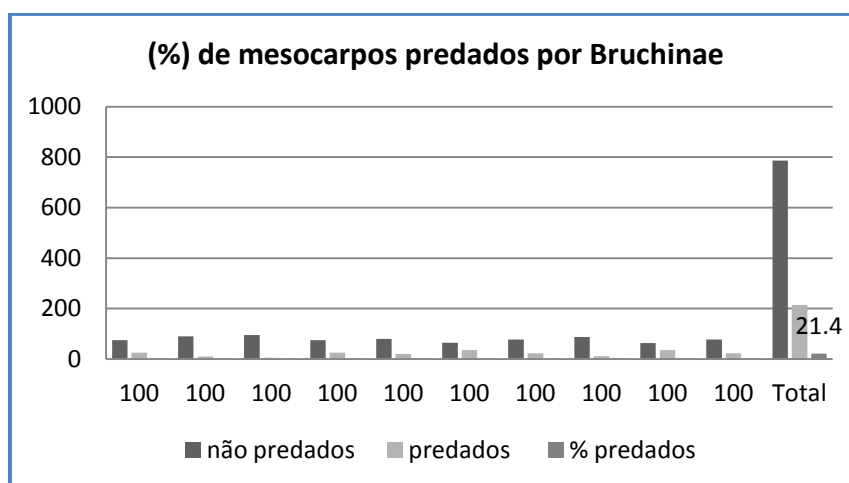 (%) de mesocarpos predados por Bruchinae
1000
800
600
400
200
0
21.4
100 100 100 100 100 100 100 100 100 100 Total
não predados predados % predados